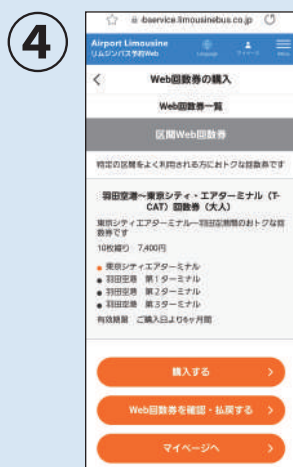 ④
bservice.limousinebus.co.jp
Airport Limousine
リムジンバス予約Web
Web回数券の購入
Web回数券一覧
区間Web回数券
特定の区間をよく利用される方におトクな回数券です
羽田空港~東京シティ・エアターミナル(T-
CAT)回数券(大人)
東京シティエアターミナル~羽田空港間のおトクな回
数券です
10枚綴り 7,400円
東京シティエアターミナル
羽田空港 第1ターミナル
羽田空港 第2ターミナル
羽田空港 第3ターミナル
有効期限 ご購入日より6ヶ月間
購入する
Web回数券を確認・払戻する
マイページへ